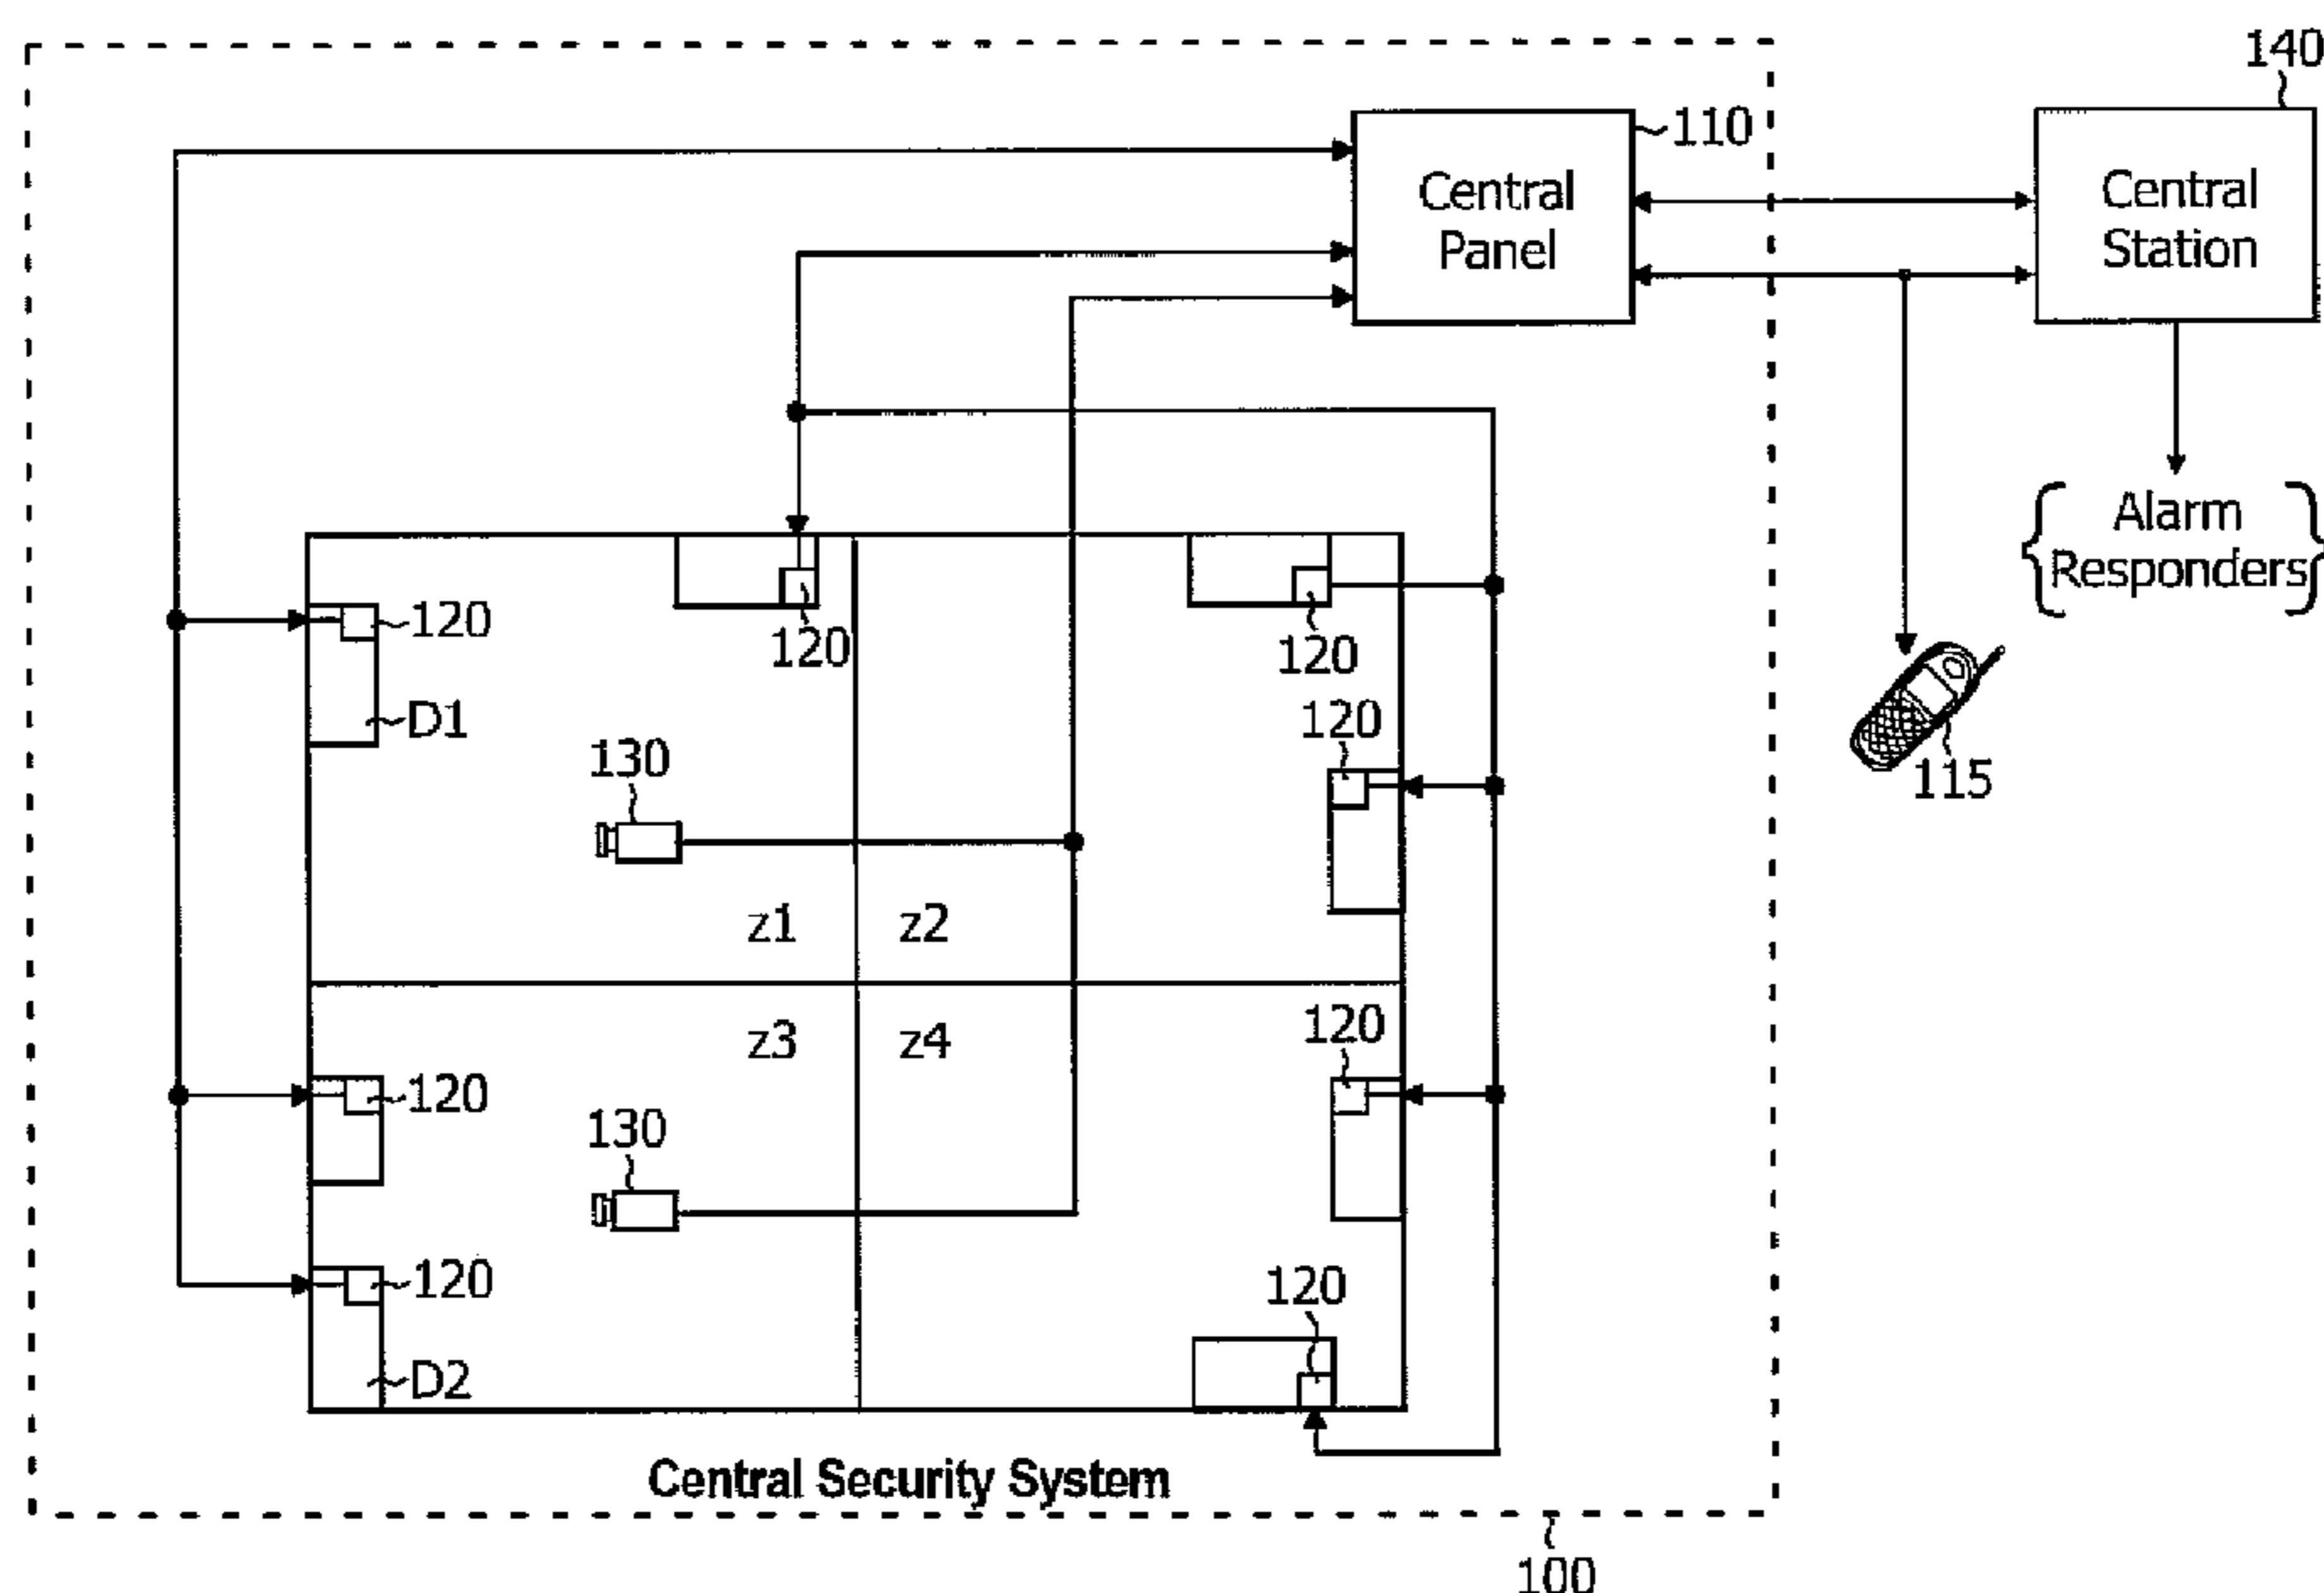 140
110
Central
Panel
Central
Station
Alarm
Responders
120
120
120
D1
120
130
115
z1
z2
z3
z4
120
120
130
120
120
D2
Central Security System
100